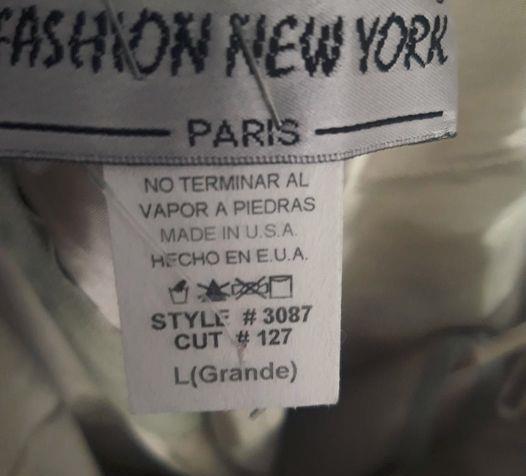 FASHION NEW YORK
PARIS
NO TERMINAR AL
VAPOR A PIEDRAS
MADE IN U.S.A.
HECHO EN E.U.A.
STYLE # 3087
CUT # 127
L(Grande)